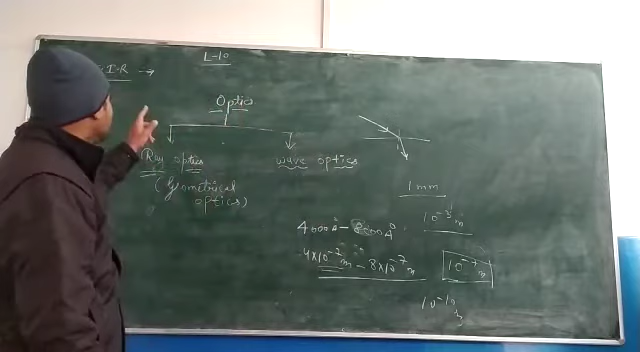 L-10
I-R →
Optics
Ray optics
wave optics
(Geometrical
optics)
1 mm
10⁻³ m
4000Å - 8000Å
4×10⁻⁷ m - 8×10⁻⁷ m
10⁻⁷ m
10⁻¹⁰